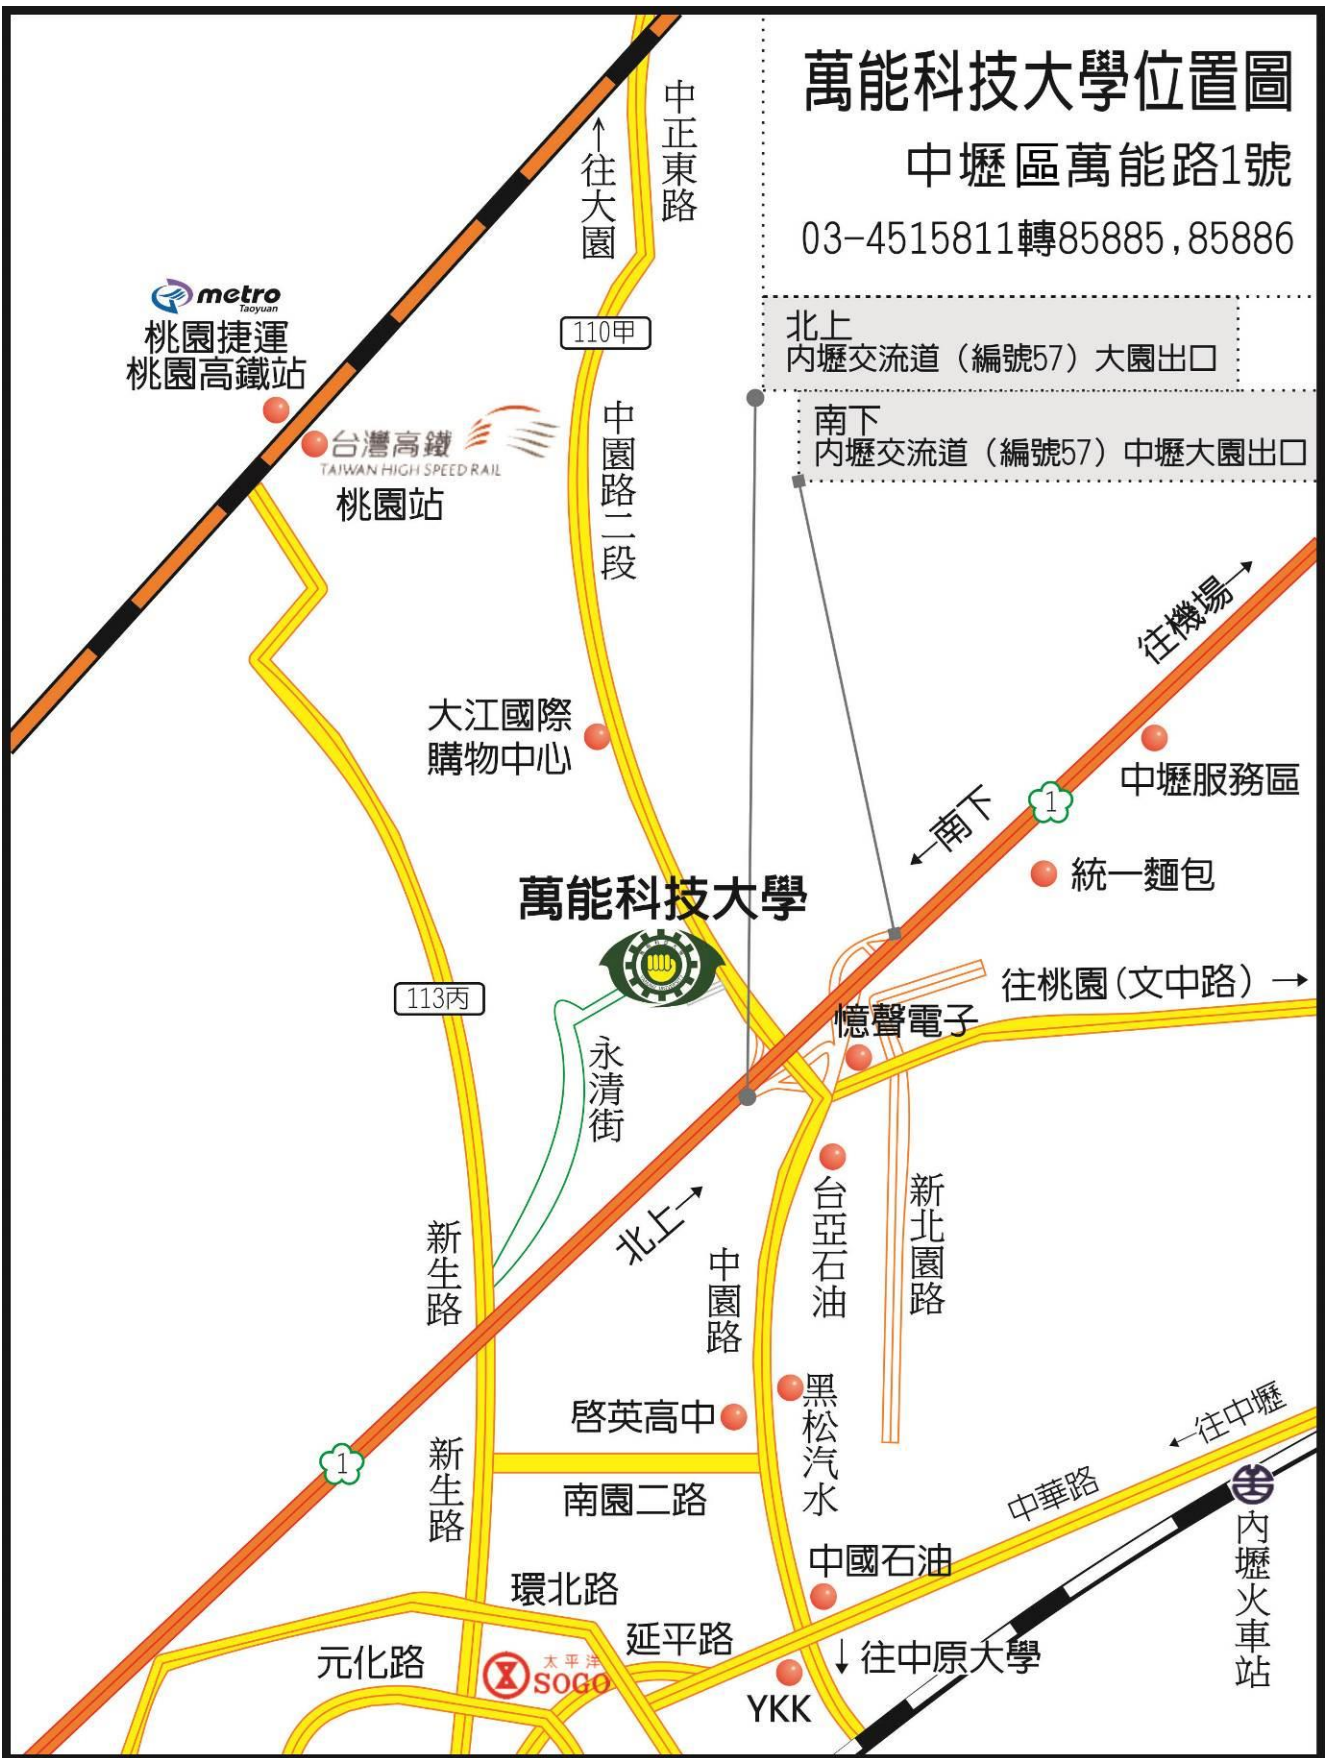 萬能科技大學位置圖
中壢區萬能路1號
03-4515811轉85885,85886
北上
內壢交流道（編號57）大園出口
南下
內壢交流道（編號57）中壢大園出口
中正東路
↑往大園
110甲
metro
Taoyuan
桃園捷運
桃園高鐵站
台灣高鐵
TAIWAN HIGH SPEED RAIL
桃園站
中園路二段
往機場
大江國際
購物中心
中壢服務區
1
←南下
統一麵包
萬能科技大學
往桃園(文中路）→
113丙
憶聲電子
永清街
台亞石油
新北園路
北上→
新生路
中園路
黑松汽水
啓英高中
←往中壢
1
新生路
南園二路
中華路
內壢火車站
中國石油
環北路
延平路
元化路
太平洋
SOGO
↓往中原大學
YKK